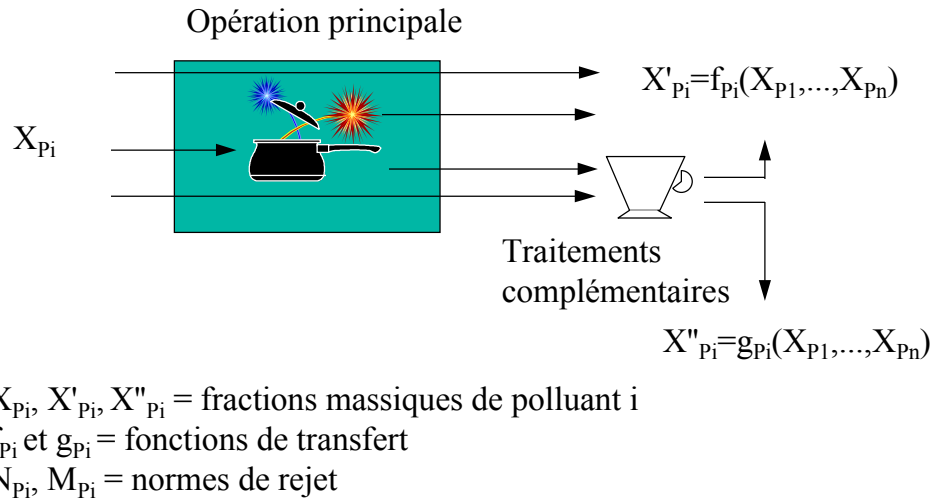 Opération principale
X'Pi=fPi(XP1,...,XPn)
XPi
Traitements
complémentaires
X"Pi=gPi(XP1,...,XPn)
XPi, X'Pi, X"Pi = fractions massiques de polluant i
fPi et gPi = fonctions de transfert
NPi, MPi = normes de rejet